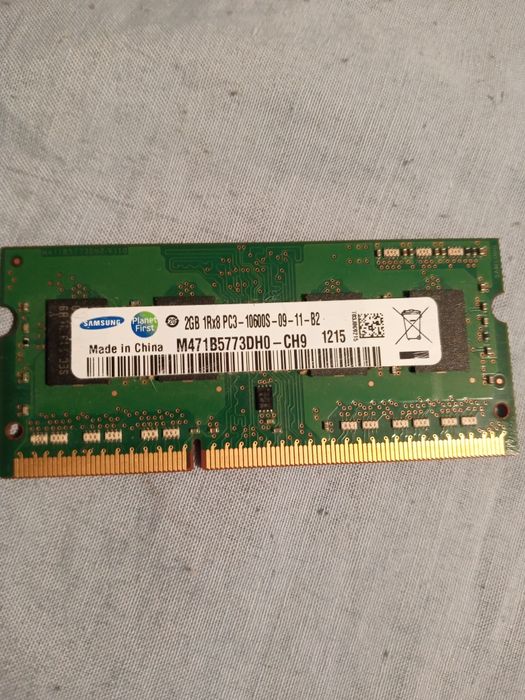 SAMSUNG
Planet
First
2GB 1Rx8 PC3-10600S-09-11-B2
Made in China
M471B5773DH0-CH9 1215